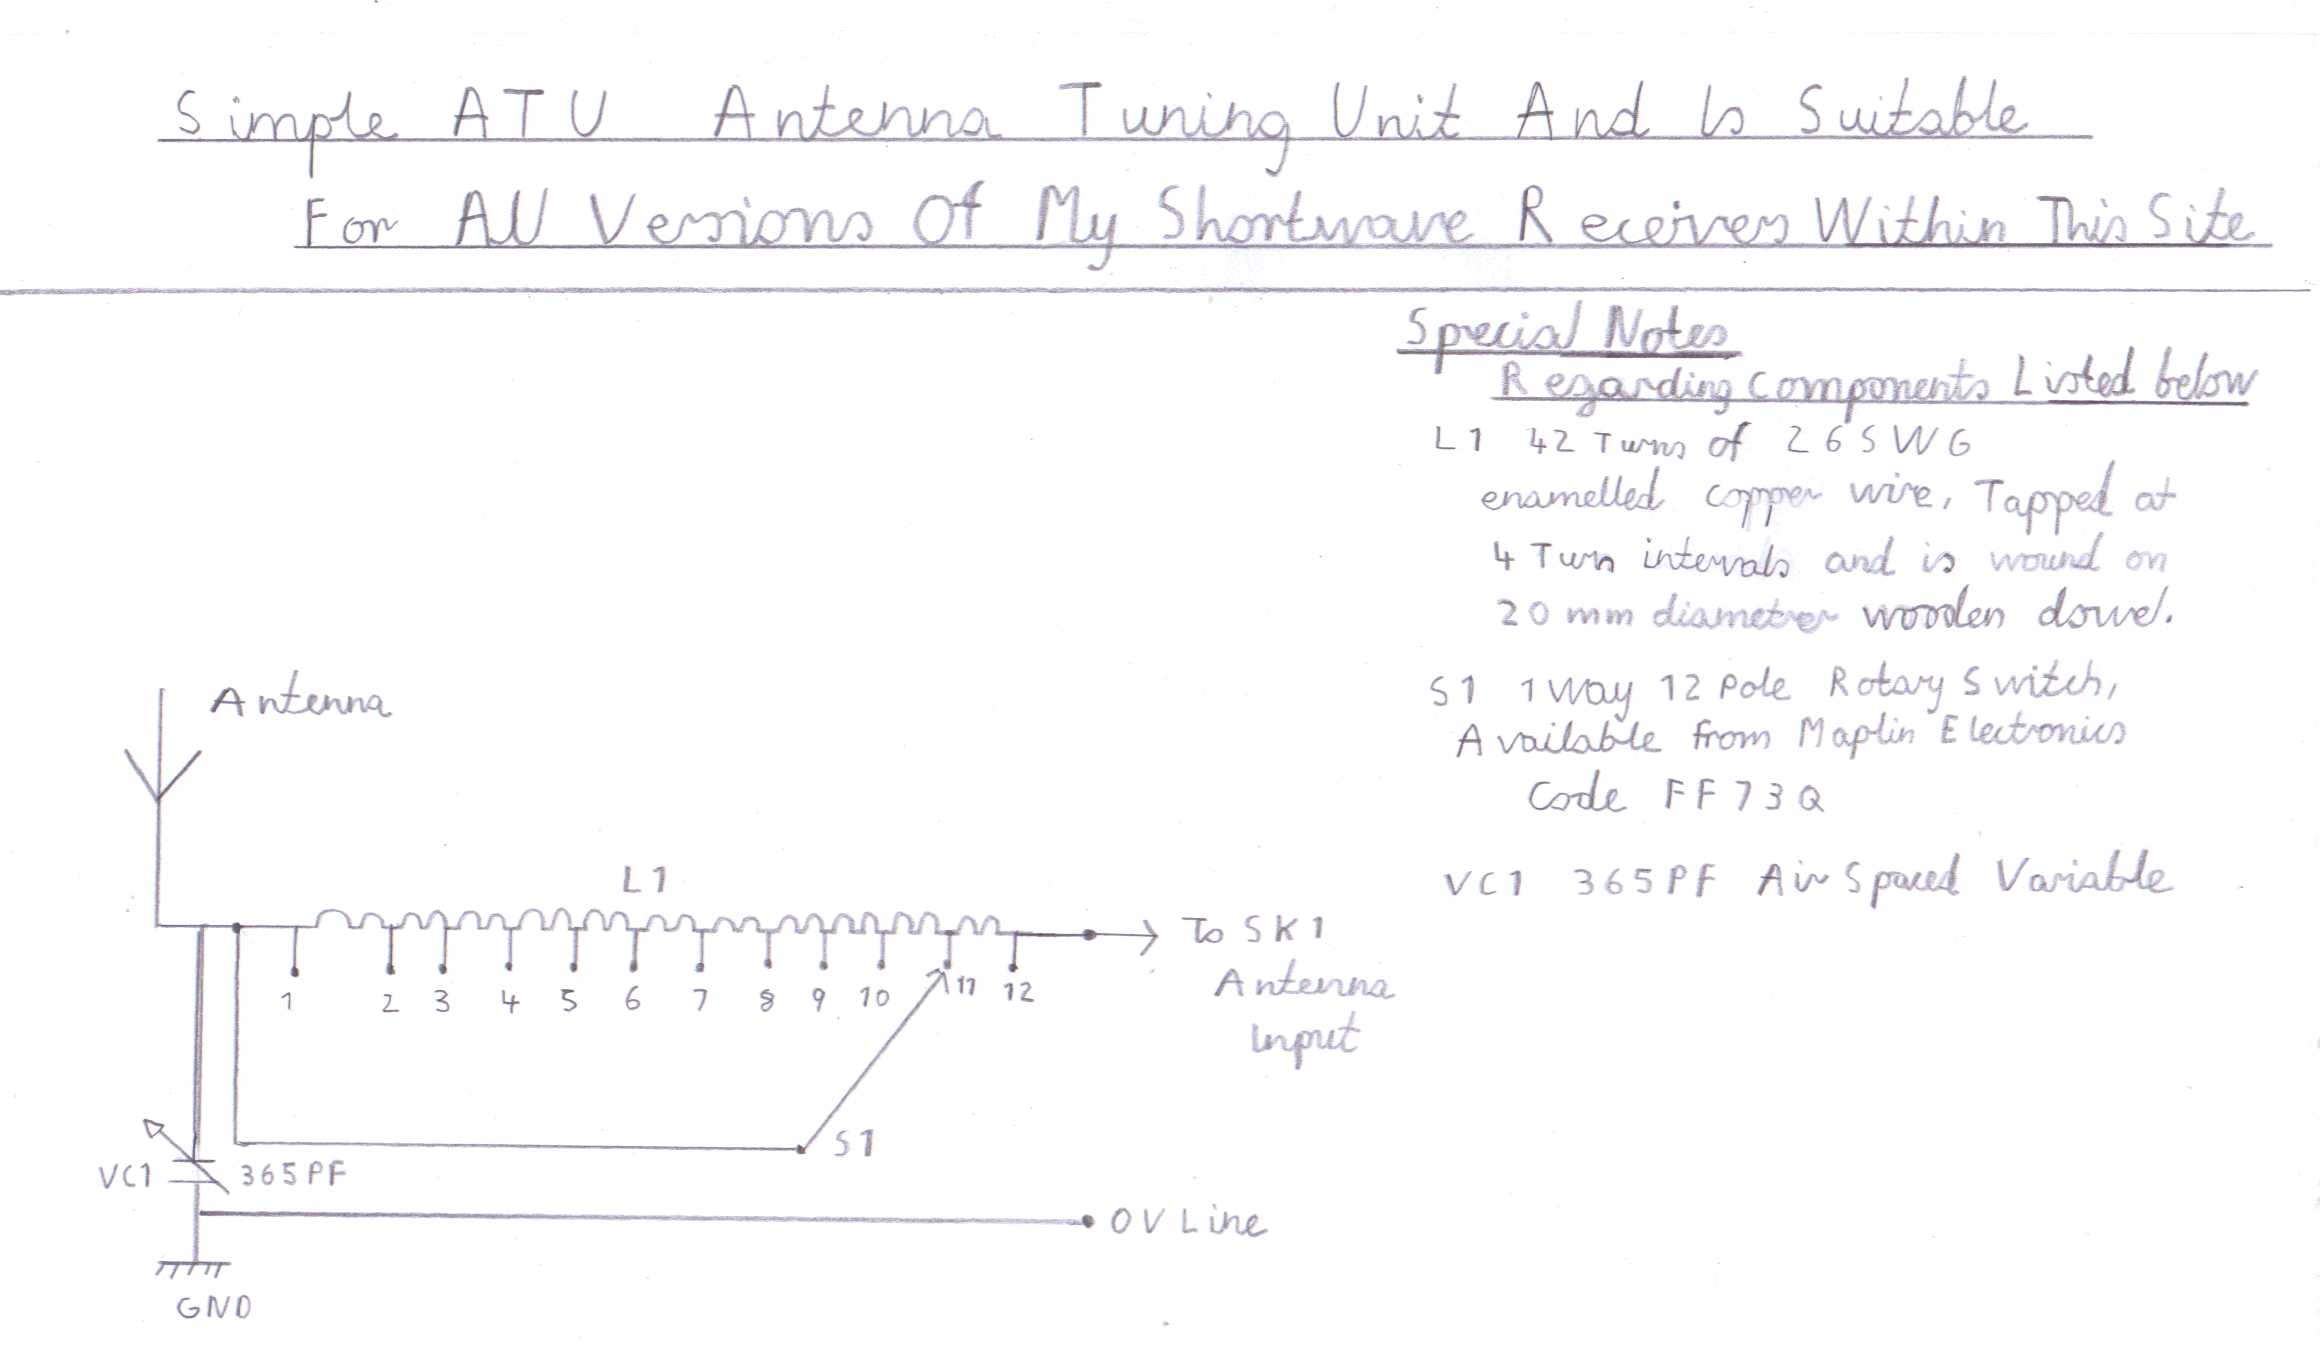 Simple ATU Antenna Tuning Unit And Is Suitable
For All Versions Of My Shortwave Receivers Within This Site
Special Notes
Regarding Components Listed below
L1 42 Turns of 26 SWG
enamelled copper wire, Tapped at
4 Turn intervals and is wound on
20 mm diameter wooden dowel.
S1 1 Way 12 Pole Rotary Switch,
Available from Maplin Electronics
Code FF73Q
VC1 365PF Air Spaced Variable
Antenna
L1
To SK1
Antenna
Input
1 2 3 4 5 6 7 8 9 10 11 12
S1
VC1 365PF
0V Line
GND